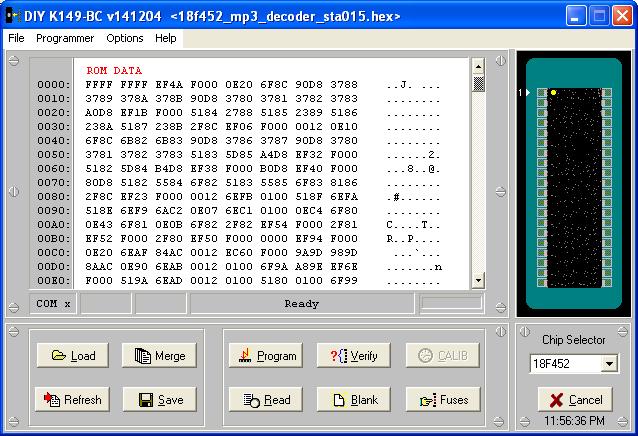 DIY K149-BC v141204 <18f452_mp3_decoder_sta015.hex>
File Programmer Options Help
ROM DATA
0000: FFFF FFFF EF4A F000 0E20 6F8C 90D8 3788 ..J. ....
0010: 3789 378A 378B 90D8 3780 3781 3782 3783 ........
0020: A0D8 EF1B F000 5184 2788 5185 2389 5186 ........
0030: 238A 5187 238B 2F8C EF06 F000 0012 0E10 ........
0040: 6F8C 6B82 6B83 90D8 3786 3787 90D8 3780 ........
0050: 3781 3782 3783 5183 5D85 A4D8 EF32 F000 ......2.
0060: 5182 5D84 B4D8 EF38 F000 B0D8 EF40 F000 ...8..@.
0070: 80D8 5182 5584 6F82 5183 5585 6F83 8186 ........
0080: 2F8C EF23 F000 0012 6EFB 0100 518F 6EFA .#......
0090: 518E 6EF9 6AC2 0E07 6EC1 0100 0EC4 6F80 ........
00A0: 0E43 6F81 0E0B 6F82 2F82 EF54 F000 2F81 C....T..
00B0: EF52 F000 2F80 EF50 F000 0000 EF94 F000 R..P....
00C0: 0E20 6EAF 84AC 0012 EC60 F000 9A9D 989D ...`....
00D0: 8AAC 0E90 6EAB 0012 0100 6F9A A89E EF6E .......n
00E0: F000 519A 6EAD 0012 0100 5180 0100 6F99 ........
COM x
Ready
Load Merge Program Verify CALIB
Refresh Save Read Blank Fuses
1
Chip Selector
18F452
Cancel
11:56:36 PM